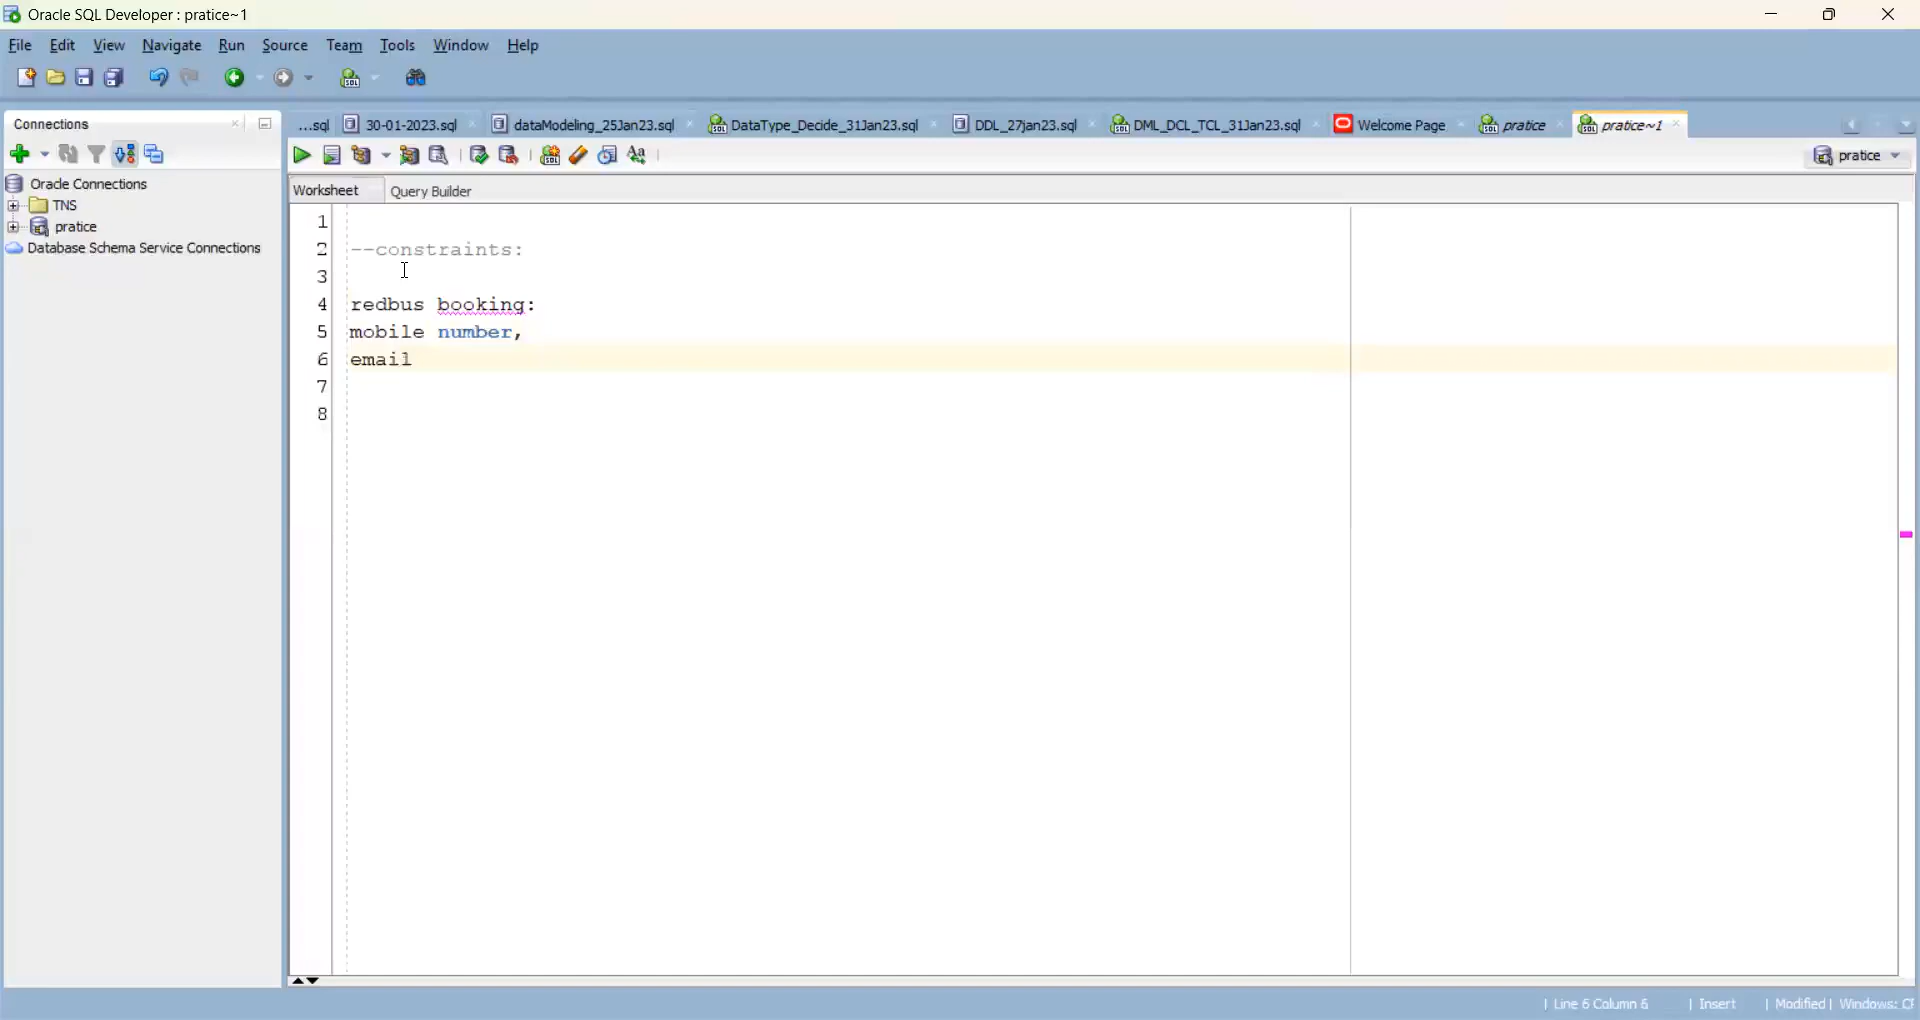 Oracle SQL Developer : pratice~1
File Edit View Navigate Run Source Team Tools Window Help
Connections
...sql 30-01-2023.sql dataModeling_25Jan23.sql DataType_Decide_31Jan23.sql DDL_27jan23.sql DML_DCL_TCL_31Jan23.sql Welcome Page pratice pratice~1
pratice
Oracle Connections
TNS
pratice
Database Schema Service Connections
Worksheet Query Builder
1
2 --constraints:
3
4 redbus booking:
5 mobile number,
6 email
7
8
Line 6 Column 6 | Insert | Modified | Windows: CR